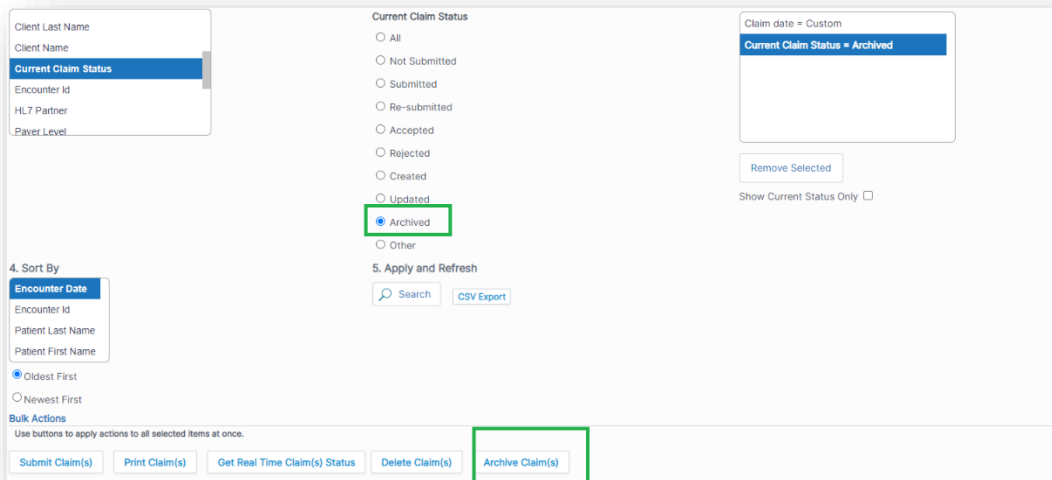 Client Last Name
Client Name
Current Claim Status
Encounter Id
HL7 Partner
Payer Level
Current Claim Status
All
Not Submitted
Submitted
Re-submitted
Accepted
Rejected
Created
Updated
Archived
Other
Claim date = Custom
Current Claim Status = Archived
Remove Selected
Show Current Status Only
4. Sort By
Encounter Date
Encounter Id
Patient Last Name
Patient First Name
Oldest First
Newest First
5. Apply and Refresh
Search
CSV Export
Bulk Actions
Use buttons to apply actions to all selected items at once.
Submit Claim(s)
Print Claim(s)
Get Real Time Claim(s) Status
Delete Claim(s)
Archive Claim(s)